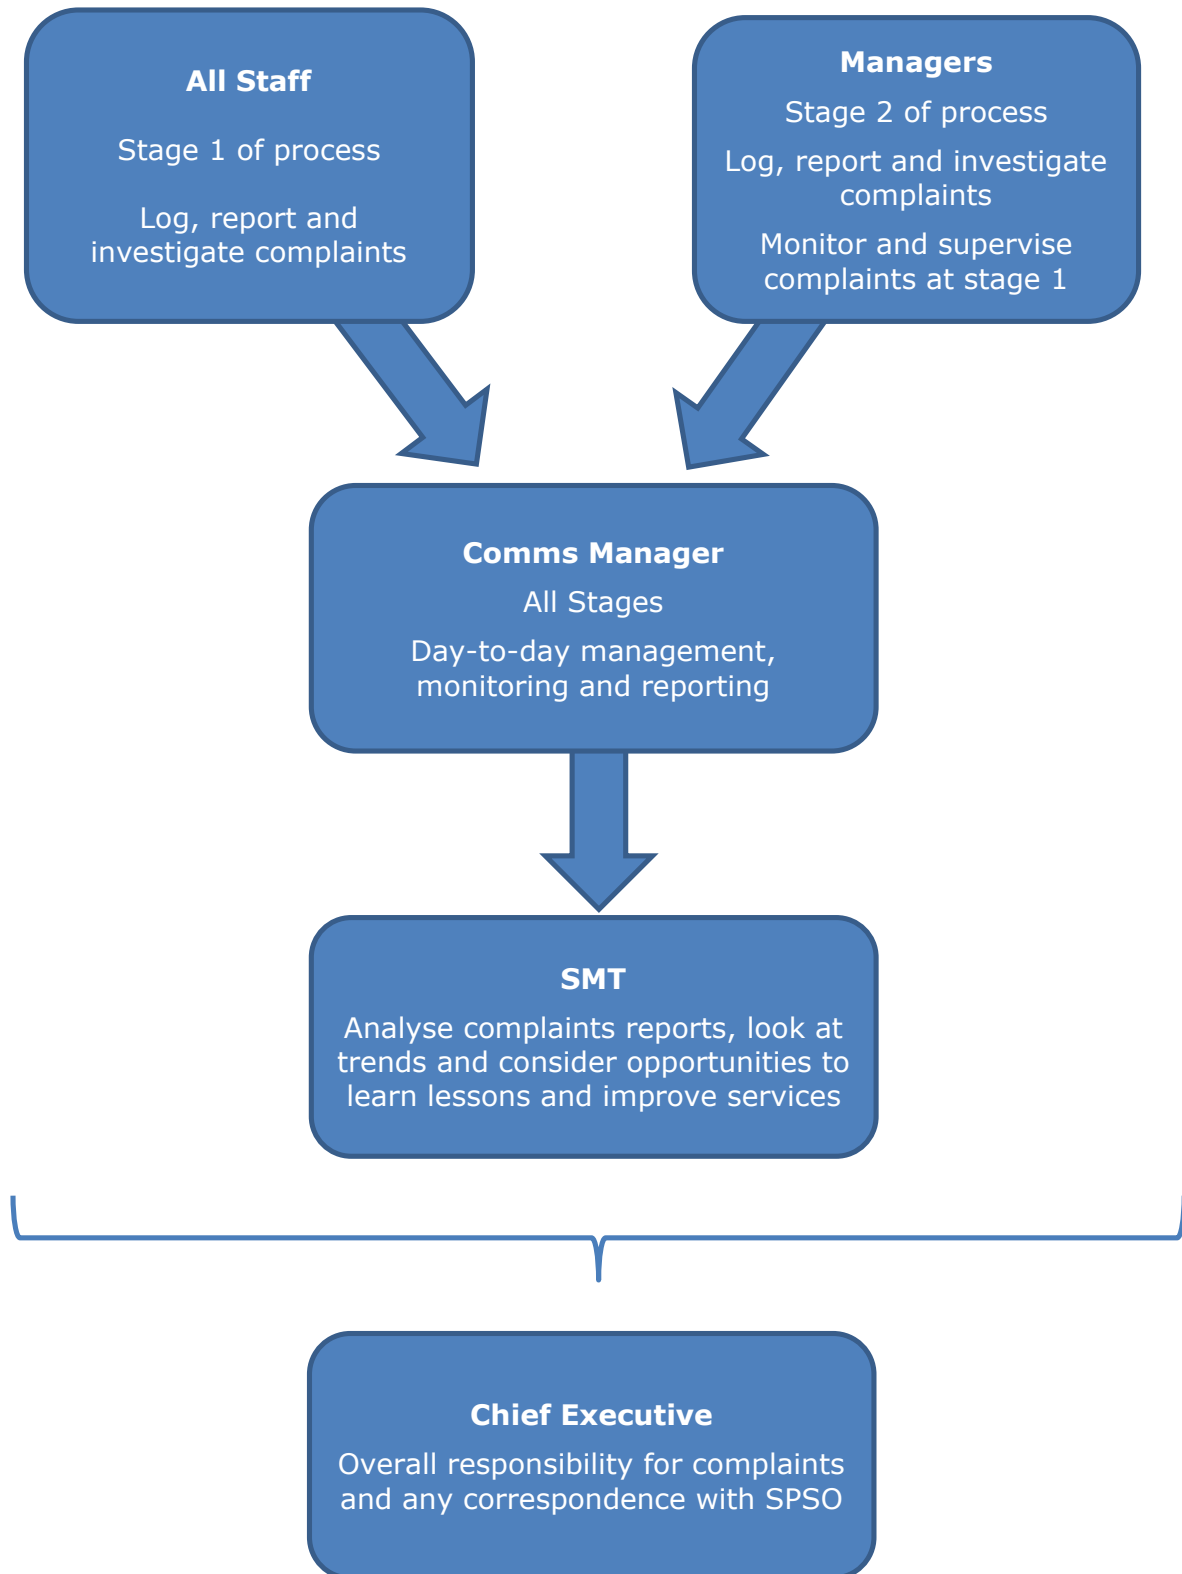 All Staff
Stage 1 of process
Log, report and
investigate complaints
Managers
Stage 2 of process
Log, report and investigate
complaints
Monitor and supervise
complaints at stage 1
Comms Manager
All Stages
Day-to-day management,
monitoring and reporting
SMT
Analyse complaints reports, look at
trends and consider opportunities to
learn lessons and improve services
Chief Executive
Overall responsibility for complaints
and any correspondence with SPSO